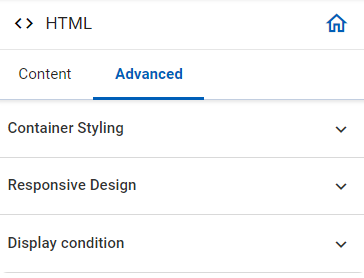 HTML
Content Advanced
Container Styling
Responsive Design
Display condition